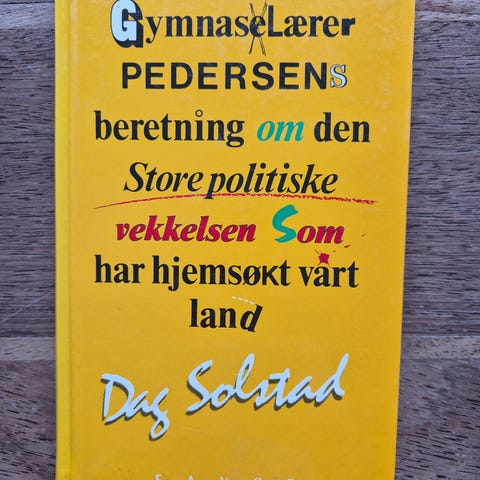 GymnaseLærer
PEDERSENS
beretning om den
Store politiske
vekkelsen Som
har hjemsøkt vårt
land
Dag Solstad